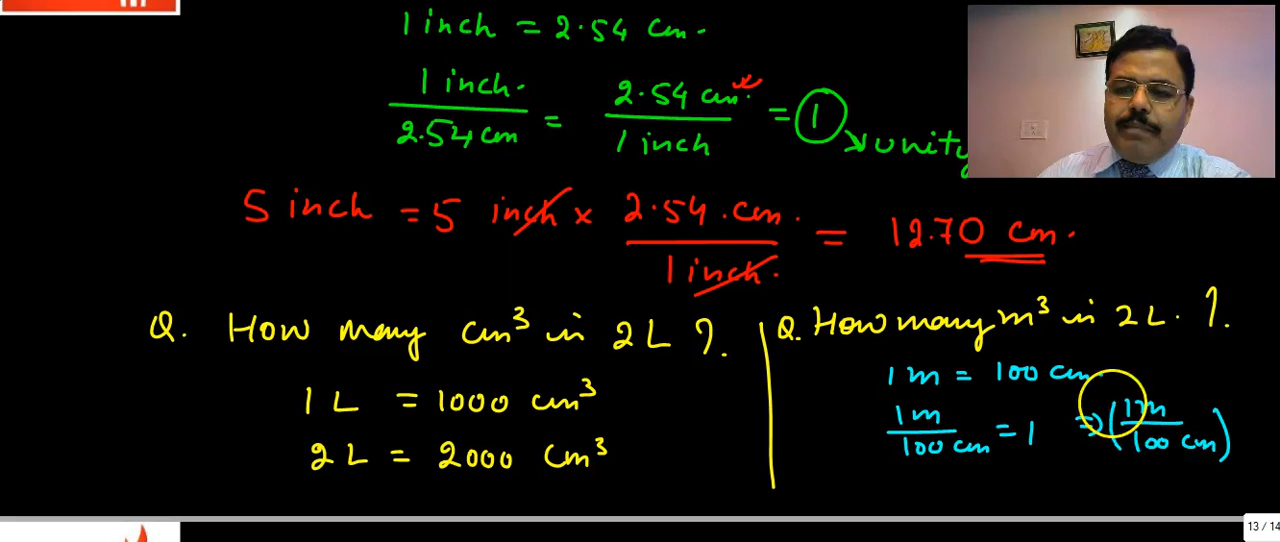 1 inch = 2.54 cm.
1 inch. / 2.54 cm = 2.54 cm. / 1 inch = 1
unity
5 inch = 5 inch × 2.54 cm. / 1 inch. = 12.70 cm.
Q. How many cm³ in 2 L ?.
1 L = 1000 cm³
2 L = 2000 cm³
Q. How many m³ in 2 L. ?.
1 m = 100 cm
1 m / 100 cm = 1 ⇒ (1 m / 100 cm)
13 / 14